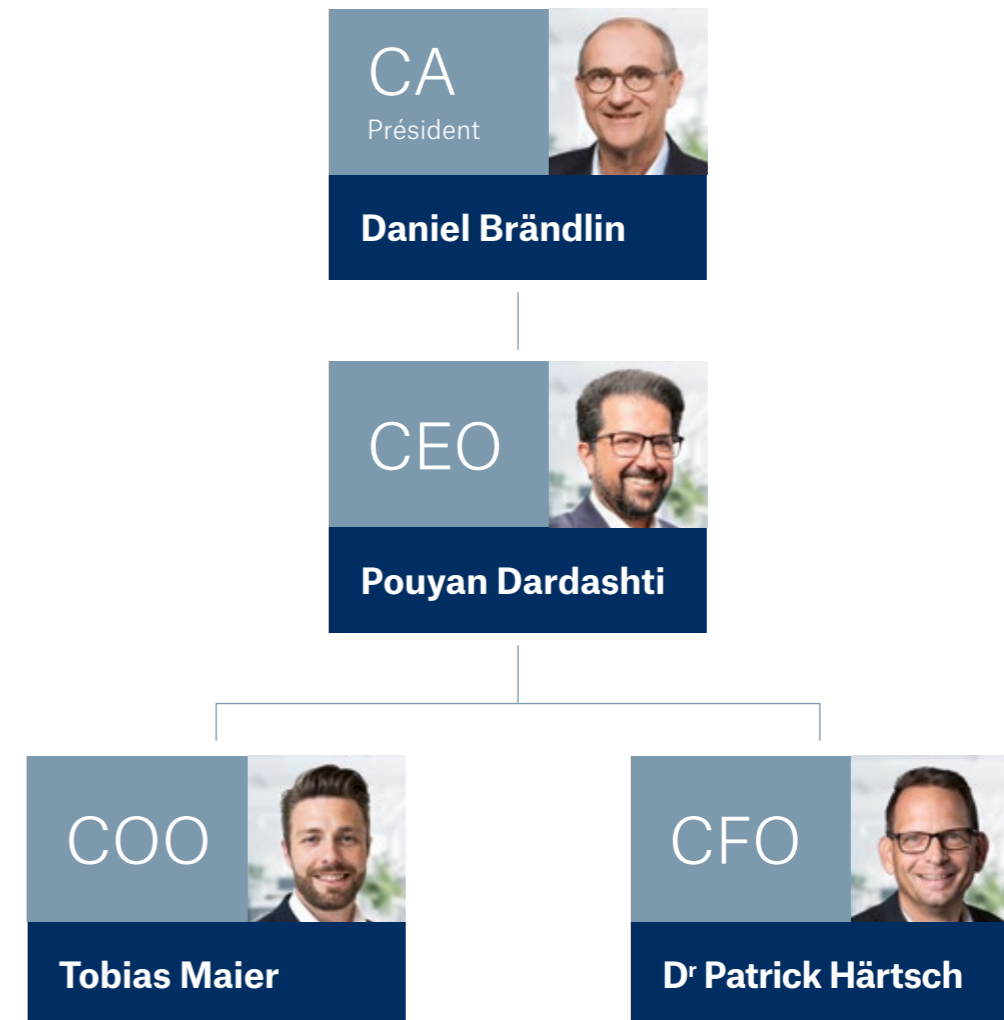 CA
Président
Daniel Brändlin
CEO
Pouyan Dardashti
COO
Tobias Maier
CFO
Dʳ Patrick Härtsch